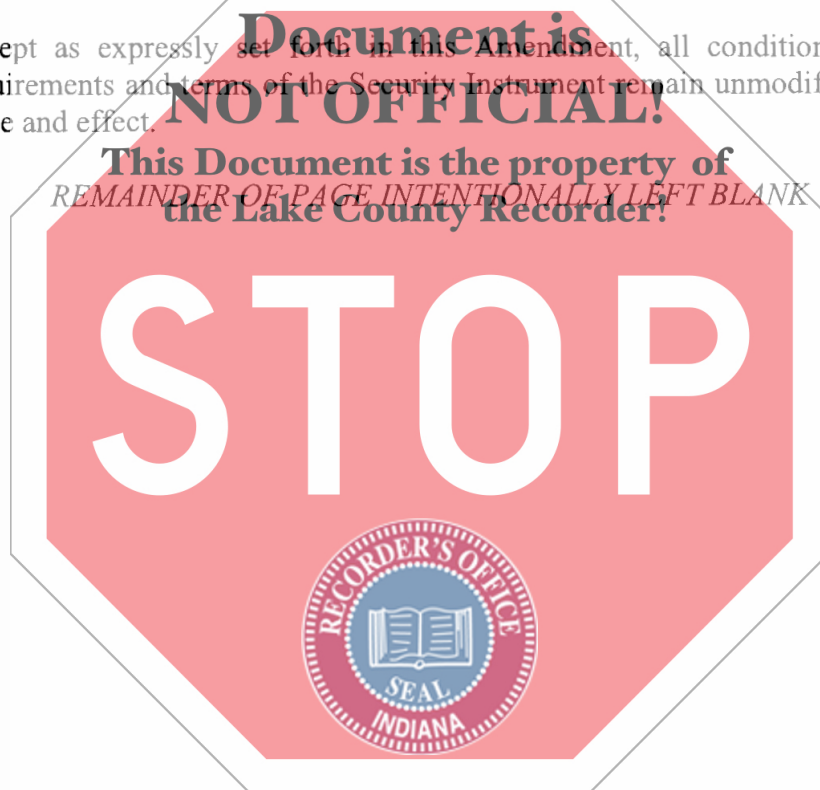 Document is
ept as expressly set forth in this Amendment, all condition
irements and terms of the Security Instrument remain unmodif
NOT OFFICIAL!
e and effect.
This Document is the property of
REMAINDER OF PAGE INTENTIONALLY LEFT BLANK
the Lake County Recorder!
STOP
RECORDER'S OFFICE
SEAL
INDIANA